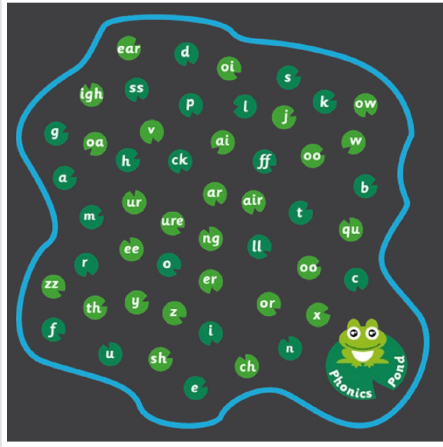 ear
d
oi
s
igh
ss
p
l
j
k
ow
g
oa
v
ai
w
h
ck
ff
oo
a
b
ur
ar
air
m
ure
t
qu
ee
ng
ll
r
o
oo
zz
er
c
th
y
z
or
x
f
i
u
sh
ch
n
e
Phonics Pond